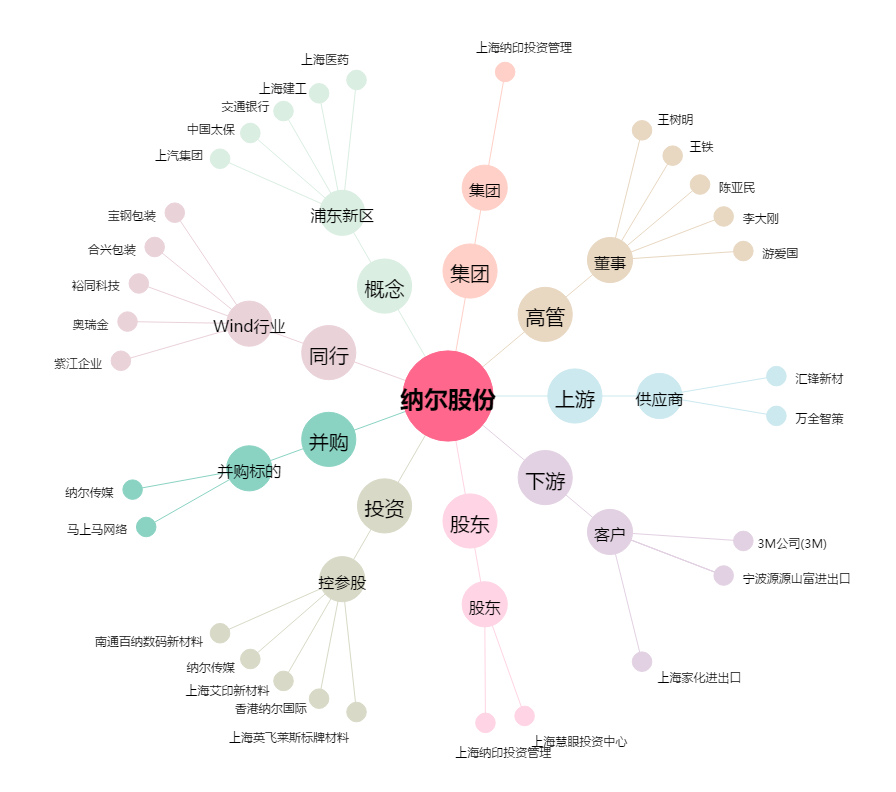 上海纳印投资管理
上海医药
上海建工
交通银行
中国太保
上汽集团
王树明
王铁
陈亚民
李大刚
游爱国
集团
浦东新区
宝钢包装
合兴包装
裕同科技
奥瑞金
紫江企业
董事
集团
概念
高管
Wind行业
同行
汇锋新材
万全智策
供应商
上游
纳尔股份
并购
并购标的
纳尔传媒
马上马网络
下游
投资
股东
客户
3M公司(3M)
宁波源源山富进出口
控参股
股东
南通百纳数码新材料
纳尔传媒
上海艾印新材料
香港纳尔国际
上海英飞莱斯标牌材料
上海家化进出口
上海慧眼投资中心
上海纳印投资管理